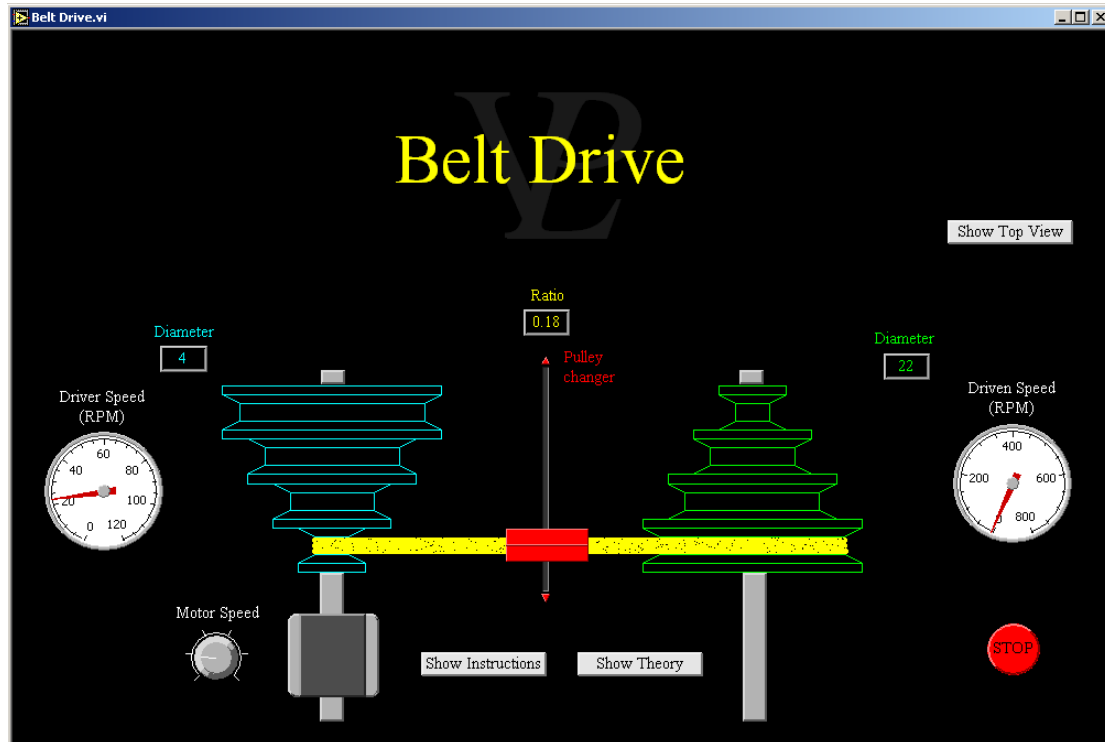 Belt Drive.vi
VPL
Belt Drive
Show Top View
Ratio
0.18
Diameter
4
Pulley
changer
Diameter
22
Driver Speed
(RPM)
0 20 40 60 80 100 120
Driven Speed
(RPM)
0 200 400 600 800
Motor Speed
Show Instructions
Show Theory
STOP